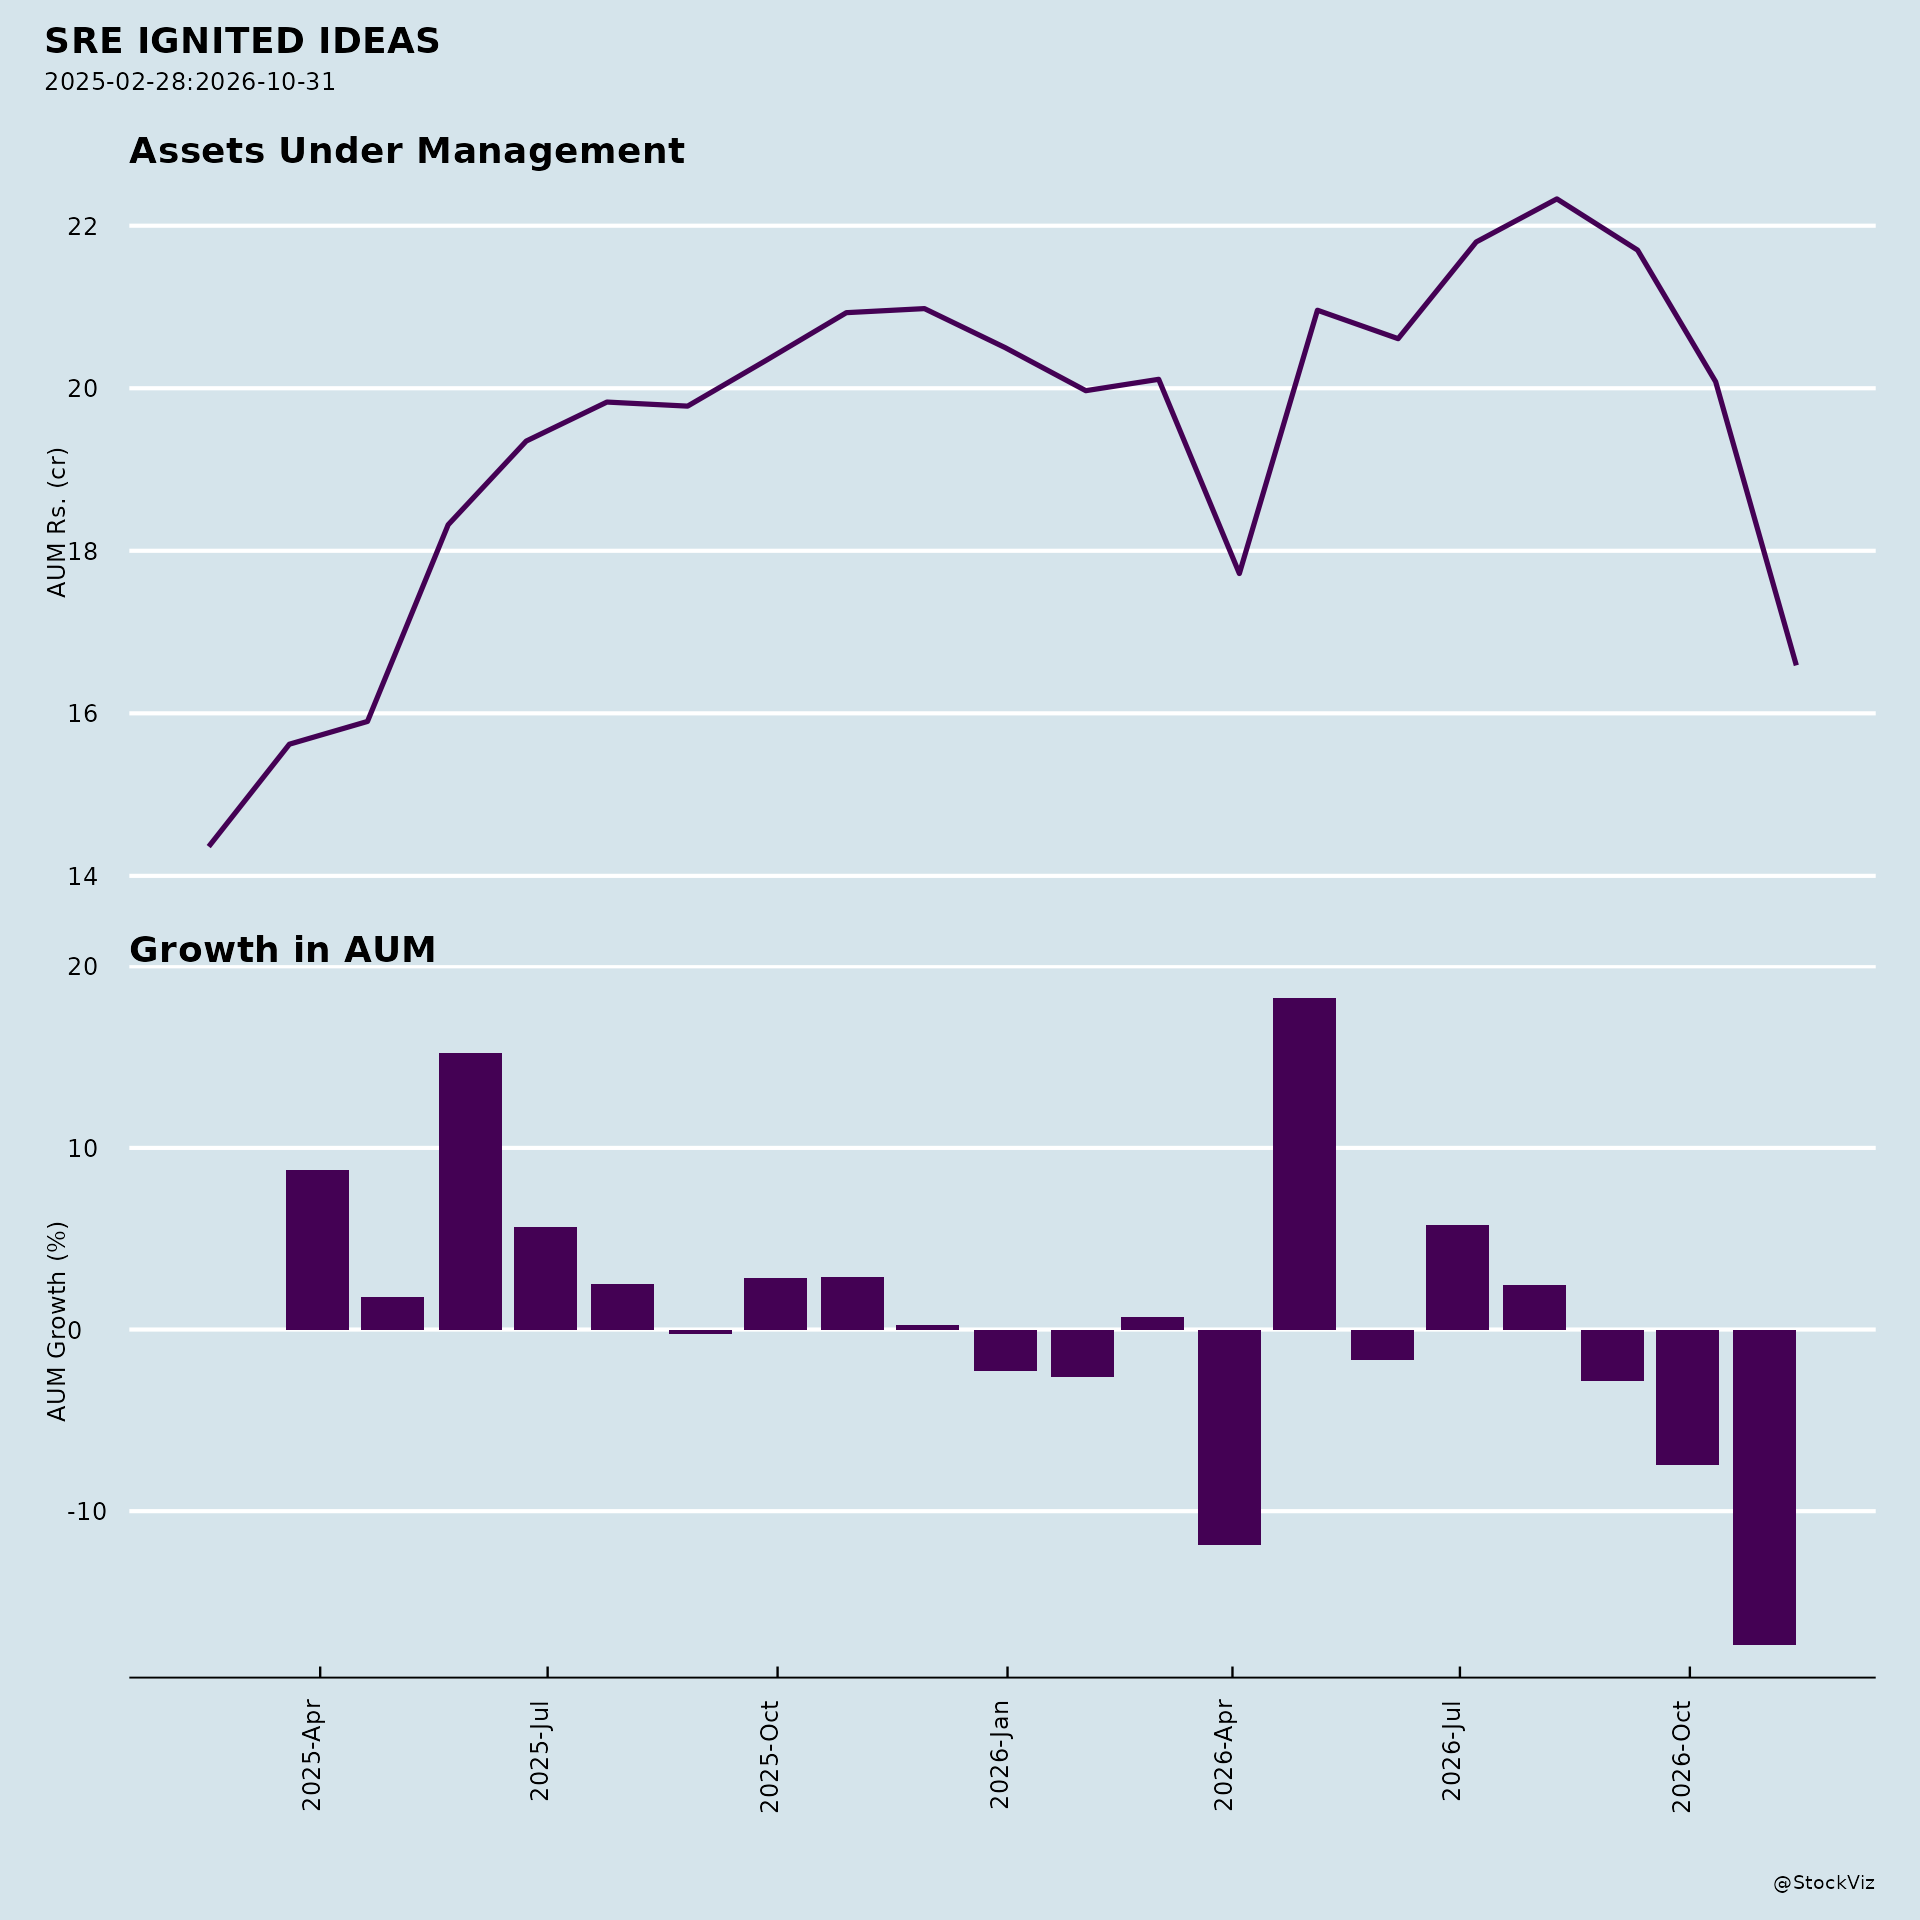 SRE IGNITED IDEAS
2025-02-28:2026-10-31
Assets Under Management
22
20
18
16
14
AUM Rs. (cr)
Growth in AUM
20
10
0
-10
AUM Growth (%)
2025-Apr
2025-Jul
2025-Oct
2026-Jan
2026-Apr
2026-Jul
2026-Oct
@StockViz